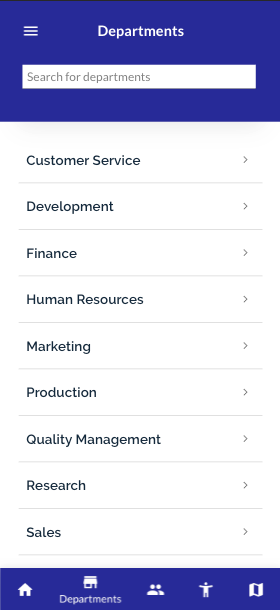 Departments
Search for departments
Customer Service
Development
Finance
Human Resources
Marketing
Production
Quality Management
Research
Sales
Departments